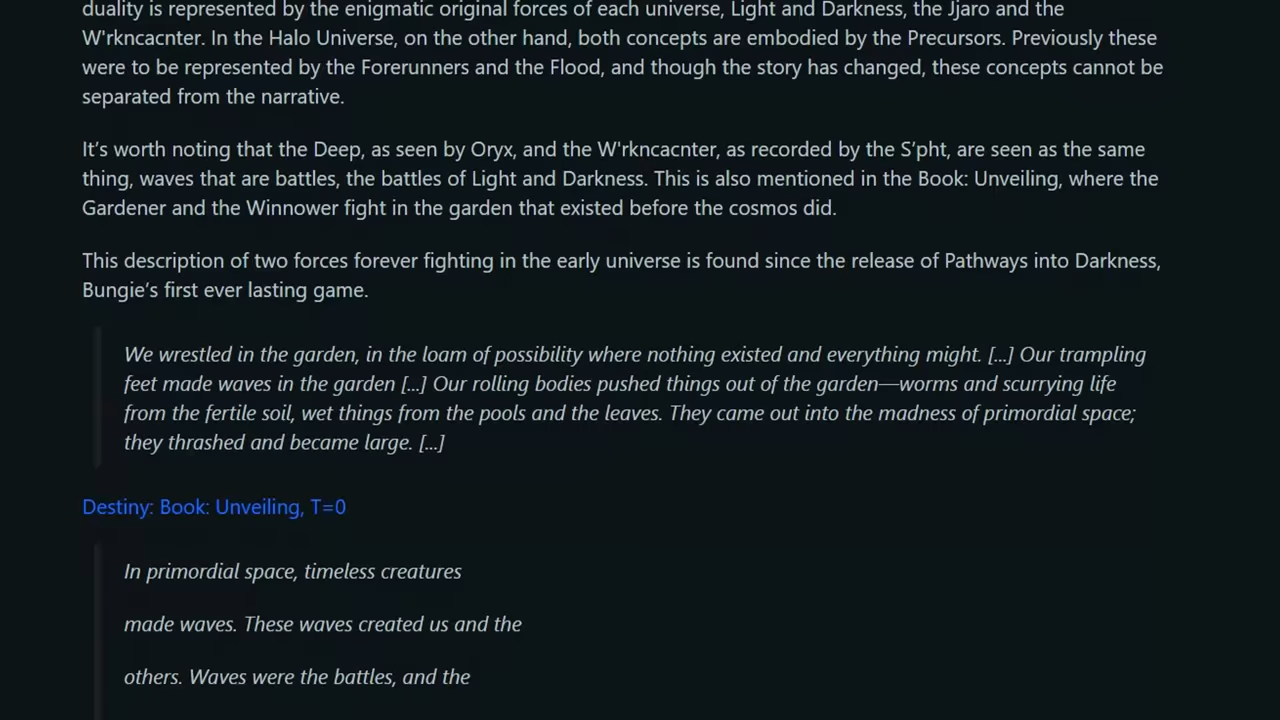 duality is represented by the enigmatic original forces of each universe, Light and Darkness, the Jjaro and the
W'rkncacnter. In the Halo Universe, on the other hand, both concepts are embodied by the Precursors. Previously these
were to be represented by the Forerunners and the Flood, and though the story has changed, these concepts cannot be
separated from the narrative.
It’s worth noting that the Deep, as seen by Oryx, and the W'rkncacnter, as recorded by the S’pht, are seen as the same
thing, waves that are battles, the battles of Light and Darkness. This is also mentioned in the Book: Unveiling, where the
Gardener and the Winnower fight in the garden that existed before the cosmos did.
This description of two forces forever fighting in the early universe is found since the release of Pathways into Darkness,
Bungie’s first ever lasting game.
We wrestled in the garden, in the loam of possibility where nothing existed and everything might. [...] Our trampling
feet made waves in the garden [...] Our rolling bodies pushed things out of the garden—worms and scurrying life
from the fertile soil, wet things from the pools and the leaves. They came out into the madness of primordial space;
they thrashed and became large. [...]
Destiny: Book: Unveiling, T=0
In primordial space, timeless creatures
made waves. These waves created us and the
others. Waves were the battles, and the